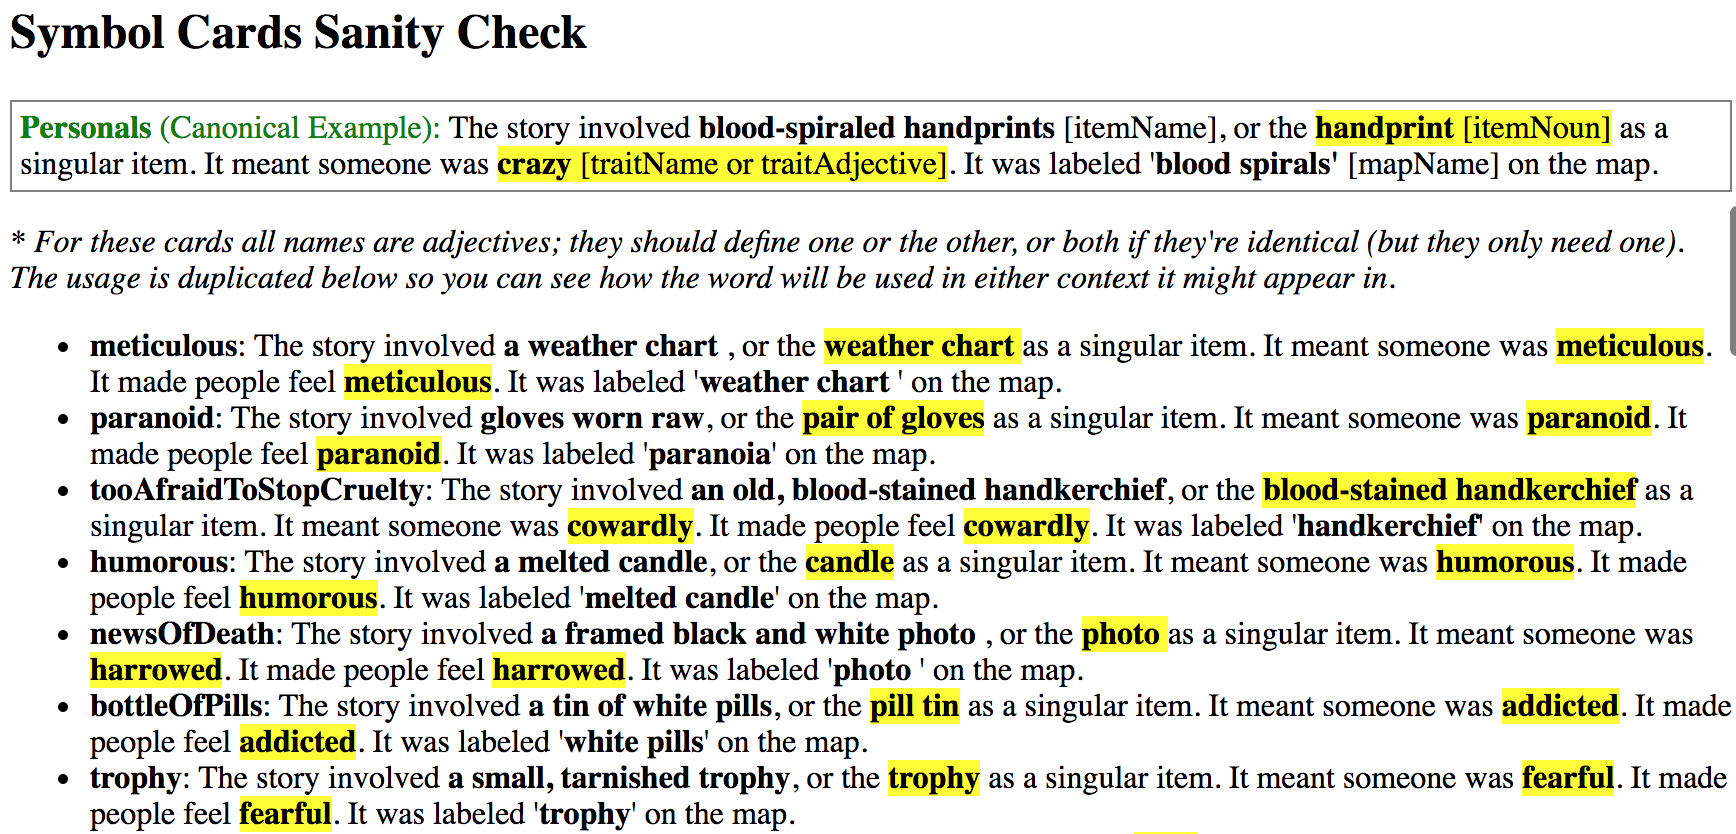 Symbol Cards Sanity Check
Personals (Canonical Example): The story involved blood-spiraled handprints [itemName], or the handprint [itemNoun] as a
singular item. It meant someone was crazy [traitName or traitAdjective]. It was labeled 'blood spirals' [mapName] on the map.
* For these cards all names are adjectives; they should define one or the other, or both if they're identical (but they only need one).
The usage is duplicated below so you can see how the word will be used in either context it might appear in.
• meticulous: The story involved a weather chart , or the weather chart as a singular item. It meant someone was meticulous.
It made people feel meticulous. It was labeled 'weather chart ' on the map.
• paranoid: The story involved gloves worn raw, or the pair of gloves as a singular item. It meant someone was paranoid. It
made people feel paranoid. It was labeled 'paranoia' on the map.
• tooAfraidToStopCruelty: The story involved an old, blood-stained handkerchief, or the blood-stained handkerchief as a
singular item. It meant someone was cowardly. It made people feel cowardly. It was labeled 'handkerchief' on the map.
• humorous: The story involved a melted candle, or the candle as a singular item. It meant someone was humorous. It made
people feel humorous. It was labeled 'melted candle' on the map.
• newsOfDeath: The story involved a framed black and white photo , or the photo as a singular item. It meant someone was
harrowed. It made people feel harrowed. It was labeled 'photo ' on the map.
• bottleOfPills: The story involved a tin of white pills, or the pill tin as a singular item. It meant someone was addicted. It made
people feel addicted. It was labeled 'white pills' on the map.
• trophy: The story involved a small, tarnished trophy, or the trophy as a singular item. It meant someone was fearful. It made
people feel fearful. It was labeled 'trophy' on the map.